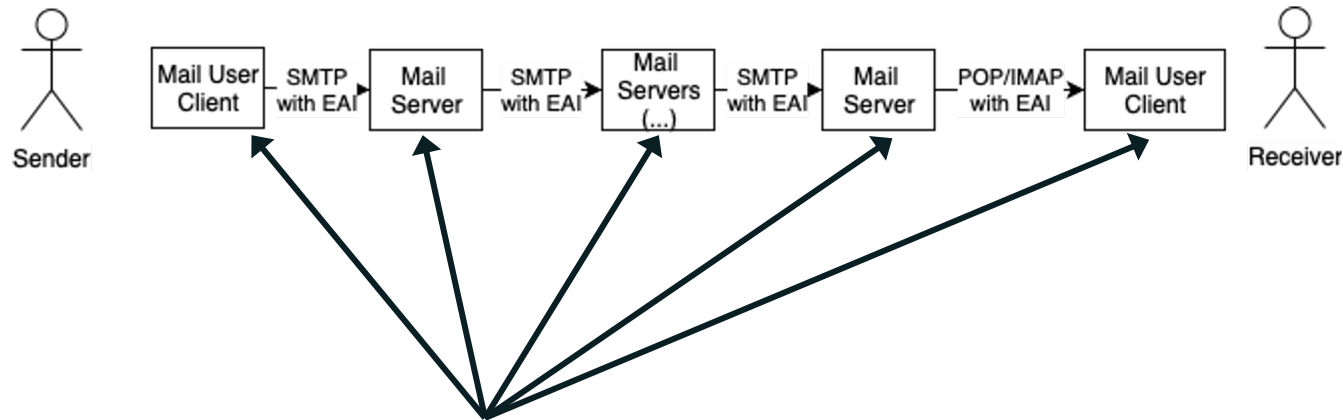 Mail User
Client
SMTP
with EAI
Mail
Server
SMTP
with EAI
Mail
Servers
(...)
SMTP
with EAI
Mail
Server
POP/IMAP
with EAI
Mail User
Client
Sender
Receiver